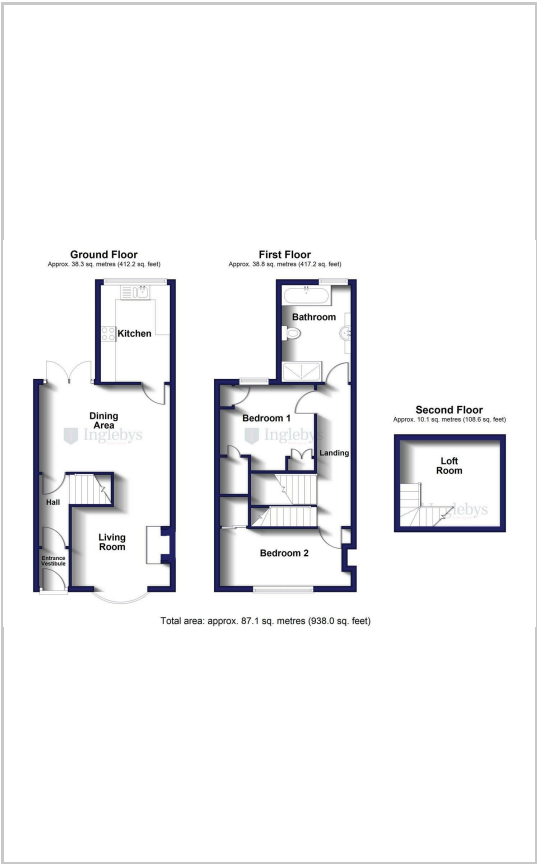 Ground Floor
Approx. 38.3 sq. metres (412.2 sq. feet)
Kitchen
Dining
Area
Inglebys
Hall
Living
Room
Entrance
Vestibule
First Floor
Approx. 38.8 sq. metres (417.2 sq. feet)
Bathroom
Bedroom 1
Inglebys
Landing
Bedroom 2
Second Floor
Approx. 10.1 sq. metres (108.6 sq. feet)
Loft
Room
Inglebys
Total area: approx. 87.1 sq. metres (938.0 sq. feet)